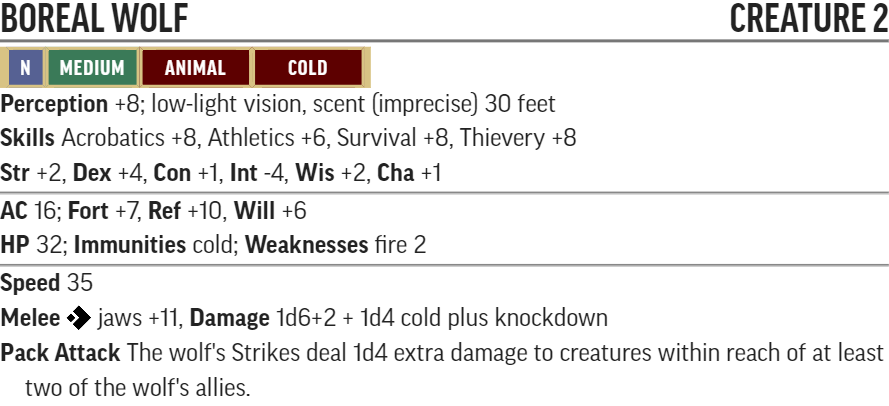 BOREAL WOLF CREATURE 2
N MEDIUM ANIMAL COLD
Perception +8; low-light vision, scent (imprecise) 30 feet
Skills Acrobatics +8, Athletics +6, Survival +8, Thievery +8
Str +2, Dex +4, Con +1, Int -4, Wis +2, Cha +1
AC 16; Fort +7, Ref +10, Will +6
HP 32; Immunities cold; Weaknesses fire 2
Speed 35
Melee jaws +11, Damage 1d6+2 + 1d4 cold plus knockdown
Pack Attack The wolf's Strikes deal 1d4 extra damage to creatures within reach of at least
two of the wolf's allies.